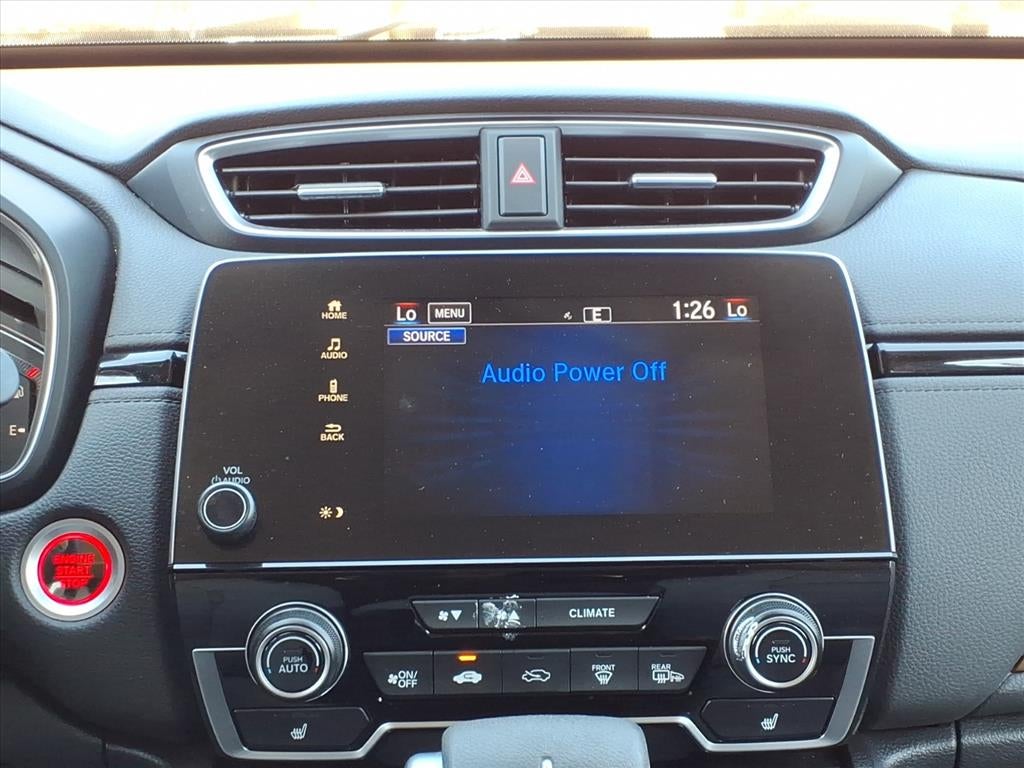 HOME
Lo MENU E 1:26 Lo
SOURCE
AUDIO
Audio Power Off
PHONE
BACK
VOL
AUDIO
ENGINE
START
STOP
E
CLIMATE
PUSH
AUTO
ON/
OFF
FRONT
REAR
PUSH
SYNC